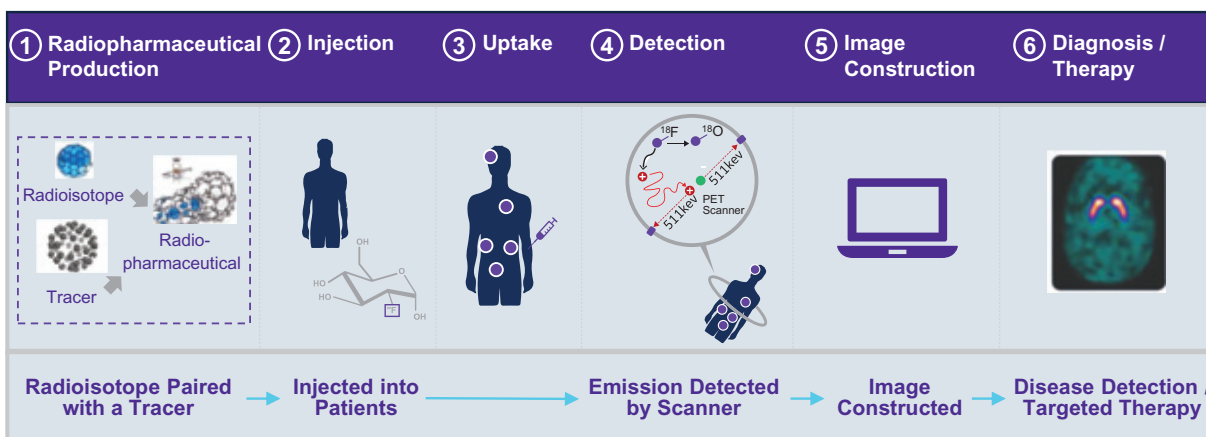 1 Radiopharmaceutical
Production
2 Injection
3 Uptake
4 Detection
5 Image
Construction
6 Diagnosis /
Therapy
Radioisotope
Tracer
Radio-
pharmaceutical
OH
HO
HO
O
OH
¹⁸F
¹⁸F
¹⁸O
511kev
511kev
PET
Scanner
Radioisotope Paired
with a Tracer
Injected into
Patients
Emission Detected
by Scanner
Image
Constructed
Disease Detection /
Targeted Therapy